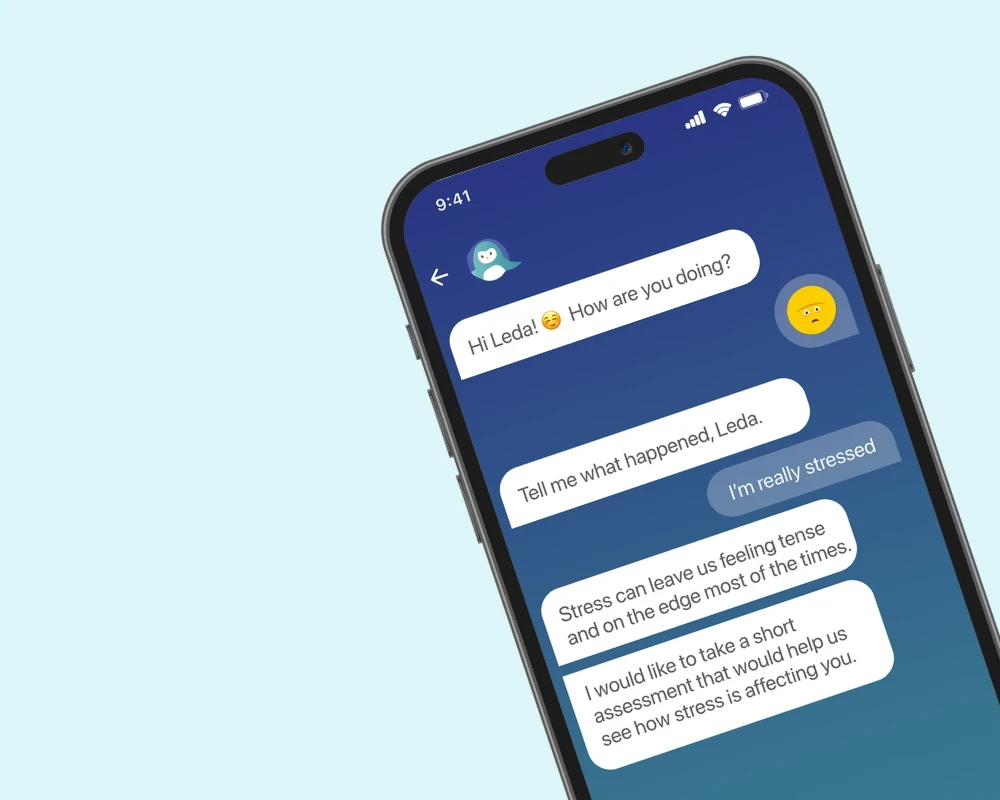 9:41
Hi Leda! ☺️ How are you doing?
Tell me what happened, Leda.
I'm really stressed
Stress can leave us feeling tense
and on the edge most of the times.
I would like to take a short
assessment that would help us
see how stress is affecting you.